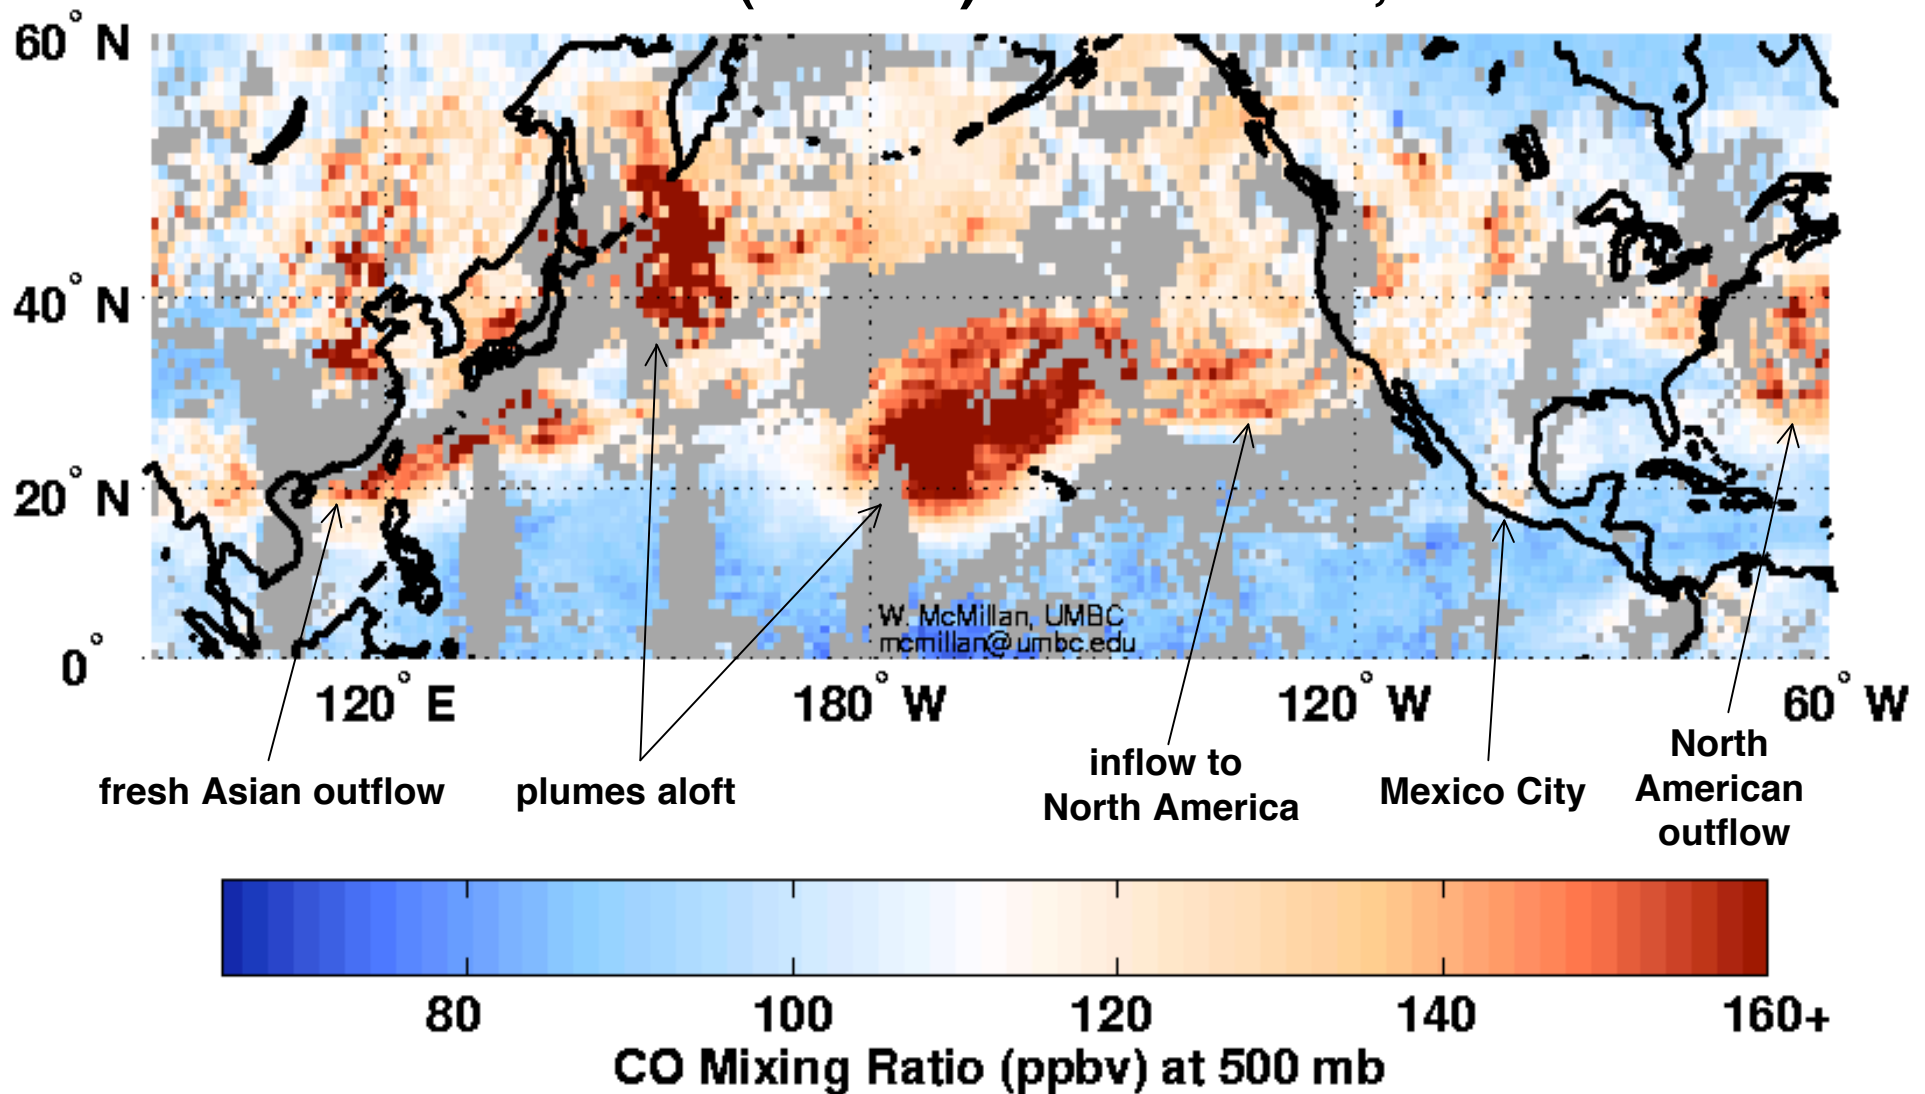 60° N
40° N
20° N
0°
W. McMillan, UMBC
mcmillan@umbc.edu
120° E
180° W
120° W
60° W
fresh Asian outflow
plumes aloft
inflow to
North America
Mexico City
North
American
outflow
80
100
120
140
160+
CO Mixing Ratio (ppbv) at 500 mb